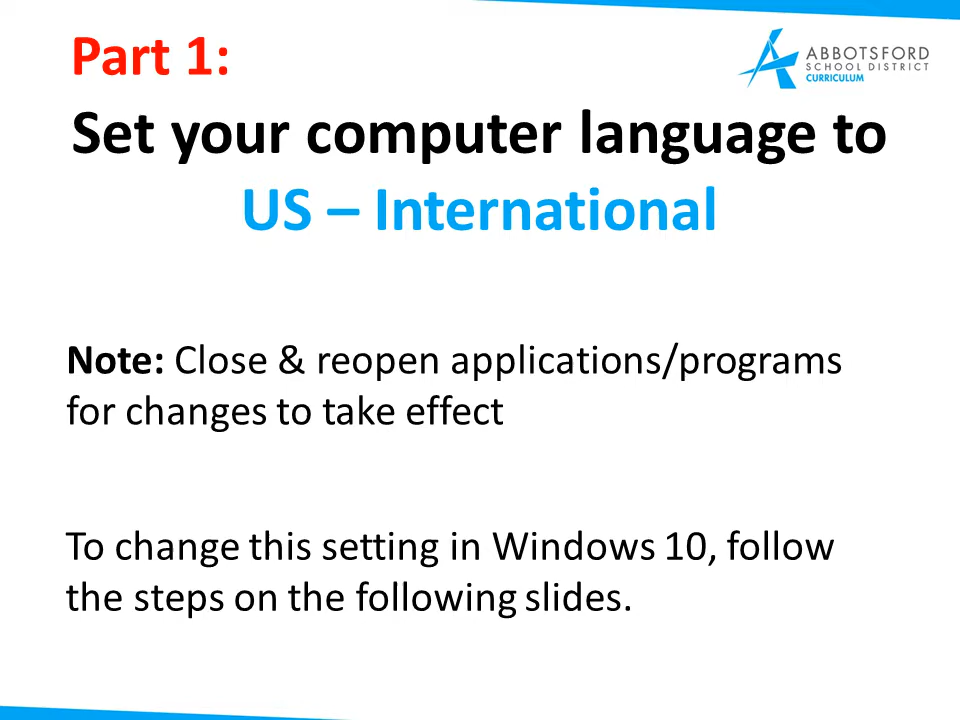 Part 1:
ABBOTSFORD
SCHOOL DISTRICT
CURRICULUM
Set your computer language to
US – International
Note: Close & reopen applications/programs
for changes to take effect
To change this setting in Windows 10, follow
the steps on the following slides.